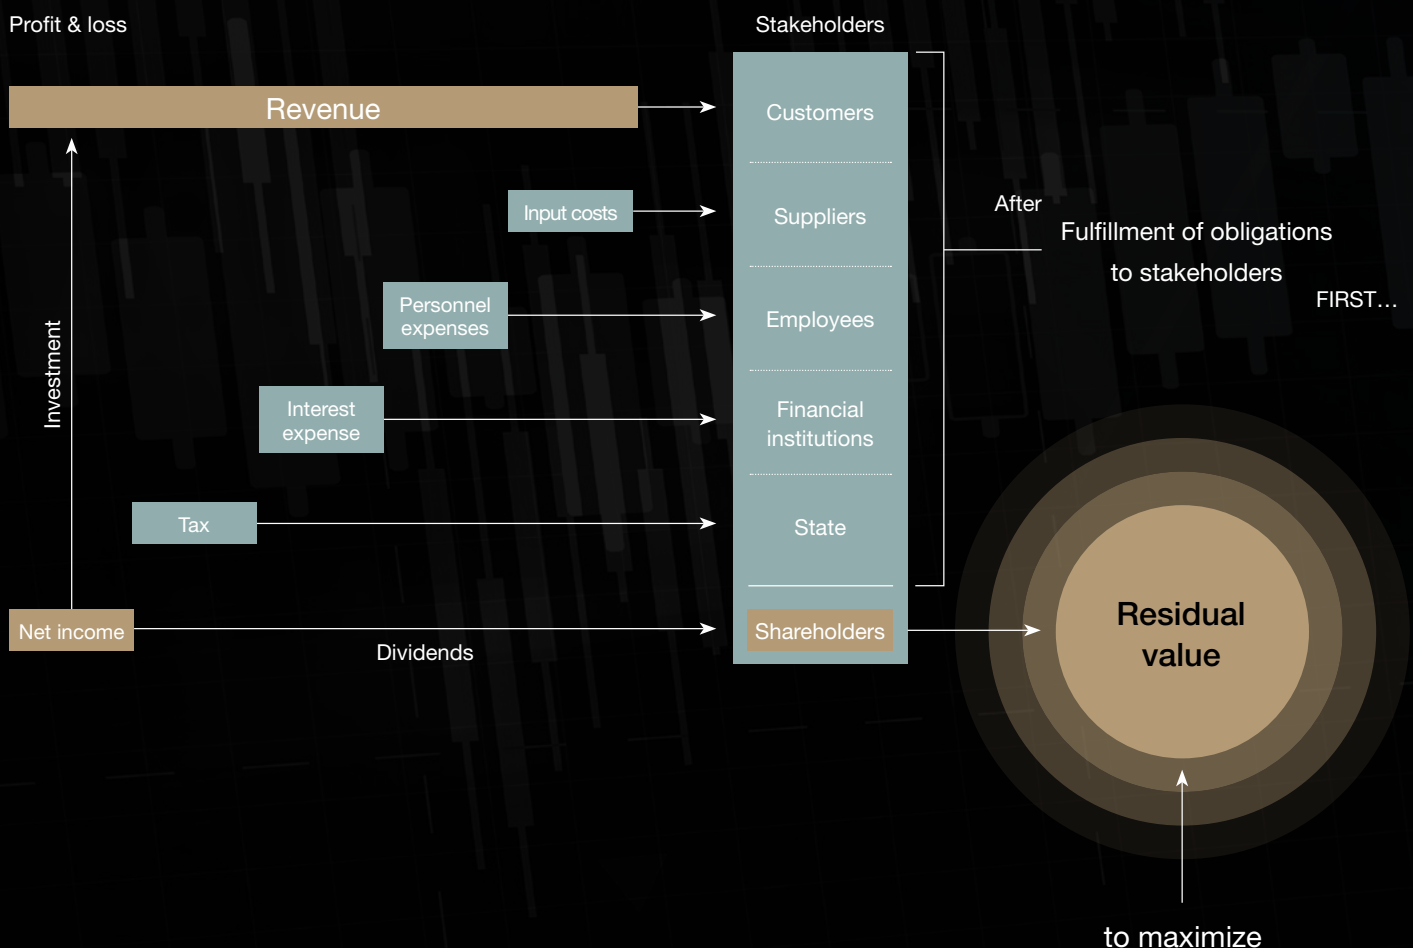 Profit & loss
Stakeholders
Revenue
Customers
Input costs
Suppliers
After
Fulfillment of obligations
to stakeholders
FIRST…
Personnel
expenses
Employees
Investment
Interest
expense
Financial
institutions
Tax
State
Net income
Dividends
Shareholders
Residual
value
to maximize